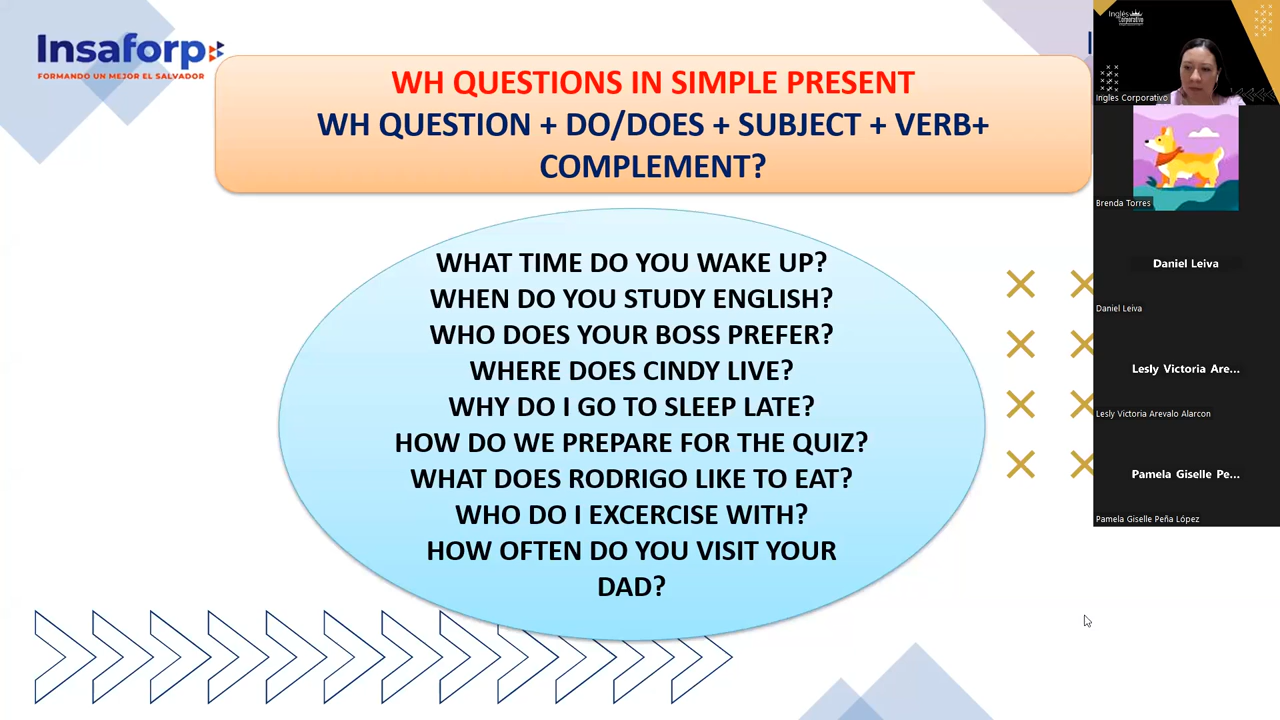 Insaforp
FORMANDO UN MEJOR EL SALVADOR
WH QUESTIONS IN SIMPLE PRESENT
WH QUESTION + DO/DOES + SUBJECT + VERB+
COMPLEMENT?
WHAT TIME DO YOU WAKE UP?
WHEN DO YOU STUDY ENGLISH?
WHO DOES YOUR BOSS PREFER?
WHERE DOES CINDY LIVE?
WHY DO I GO TO SLEEP LATE?
HOW DO WE PREPARE FOR THE QUIZ?
WHAT DOES RODRIGO LIKE TO EAT?
WHO DO I EXCERCISE WITH?
HOW OFTEN DO YOU VISIT YOUR
DAD?
Inglés
Corporativo
Ingles Corporativo
Brenda Torres
Daniel Leiva
Daniel Leiva
Lesly Victoria Are...
Lesly Victoria Arevalo Alarcon
Pamela Giselle Pe...
Pamela Giselle Peña López